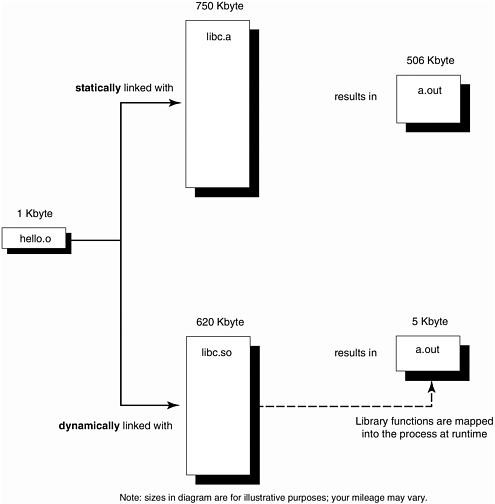 750 Kbyte
libc.a
506 Kbyte
statically linked with
results in
a.out
1 Kbyte
hello.o
620 Kbyte
5 Kbyte
libc.so
results in
a.out
dynamically linked with
Library functions are mapped
into the process at runtime
Note: sizes in diagram are for illustrative purposes; your mileage may vary.